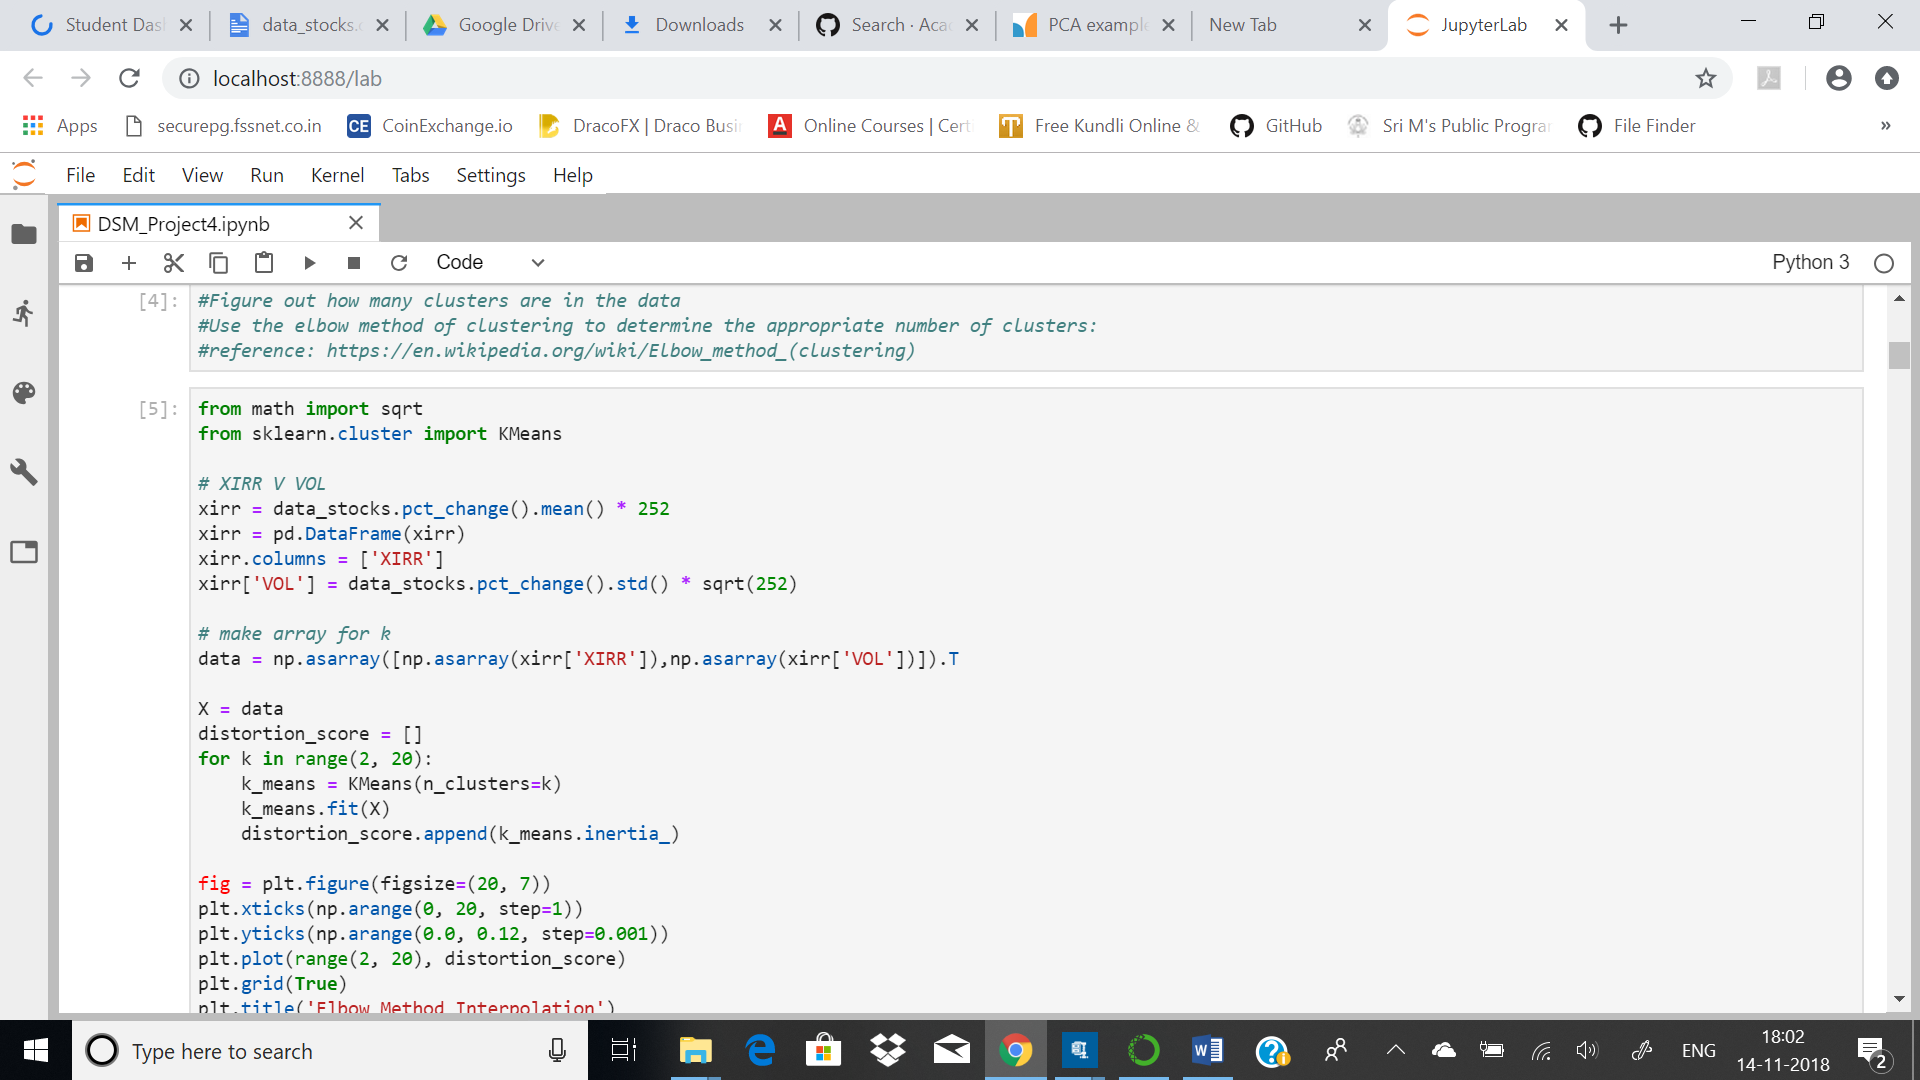 Student Das
data_stocks.c
Google Drive
Downloads
Search · Aca
PCA example
New Tab
JupyterLab
localhost:8888/lab
Apps
securepg.fssnet.co.in
CE
CoinExchange.io
DracoFX | Draco Busi
Online Courses | Cert
Free Kundli Online &
GitHub
Sri M's Public Progra
File Finder
»
File Edit View Run Kernel Tabs Settings Help
DSM_Project4.ipynb
Code
Python 3
[4]:
#Figure out how many clusters are in the data
#Use the elbow method of clustering to determine the appropriate number of clusters:
#reference: https://en.wikipedia.org/wiki/Elbow_method_(clustering)
[5]:
from math import sqrt
from sklearn.cluster import KMeans
# XIRR V VOL
xirr = data_stocks.pct_change().mean() * 252
xirr = pd.DataFrame(xirr)
xirr.columns = ['XIRR']
xirr['VOL'] = data_stocks.pct_change().std() * sqrt(252)
# make array for k
data = np.asarray([np.asarray(xirr['XIRR']),np.asarray(xirr['VOL'])]).T
X = data
distortion_score = []
for k in range(2, 20):
    k_means = KMeans(n_clusters=k)
    k_means.fit(X)
    distortion_score.append(k_means.inertia_)
fig = plt.figure(figsize=(20, 7))
plt.xticks(np.arange(0, 20, step=1))
plt.yticks(np.arange(0.0, 0.12, step=0.001))
plt.plot(range(2, 20), distortion_score)
plt.grid(True)
plt.title('Elbow Method Interpolation')
Type here to search
ENG
18:02
14-11-2018
2